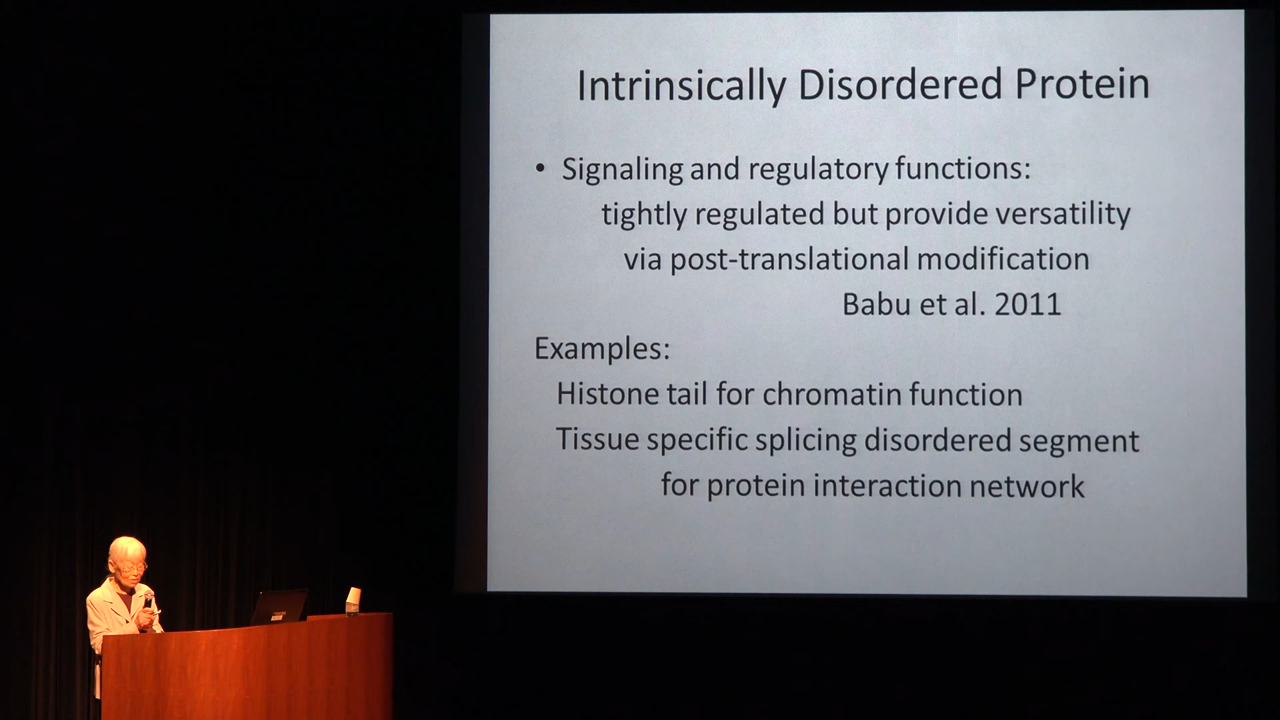 Intrinsically Disordered Protein
• Signaling and regulatory functions:
tightly regulated but provide versatility
via post-translational modification
Babu et al. 2011
Examples:
Histone tail for chromatin function
Tissue specific splicing disordered segment
for protein interaction network